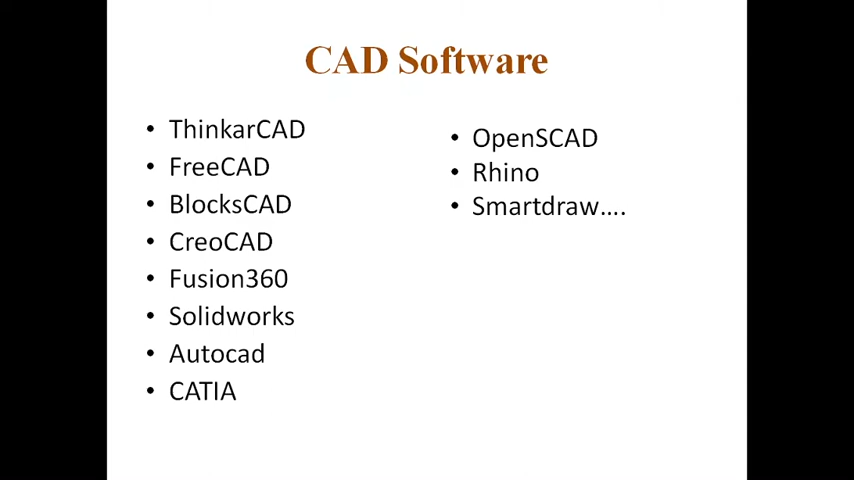 CAD Software
• ThinkarCAD
• FreeCAD
• BlocksCAD
• CreoCAD
• Fusion360
• Solidworks
• Autocad
• CATIA
• OpenSCAD
• Rhino
• Smartdraw….